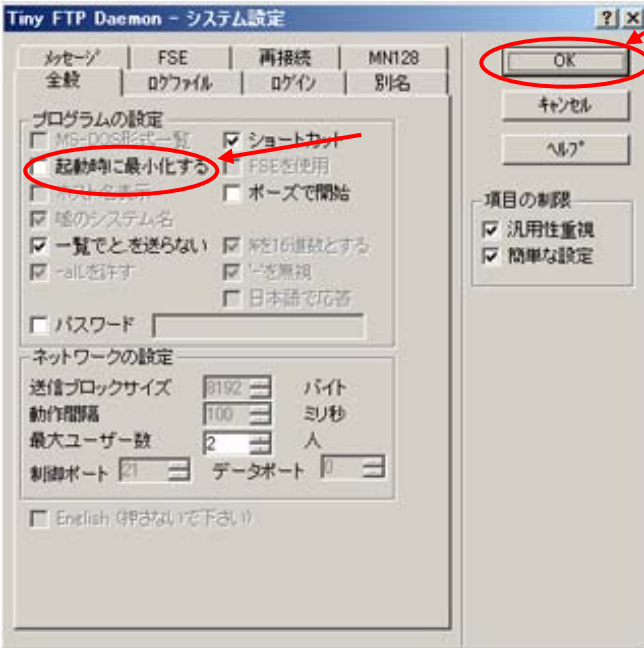 Tiny FTP Daemon - システム設定
メッセージ FSE 再接続 MN128
全般 ログファイル ログイン 別名
OK
キャンセル
ヘルプ
プログラムの設定
MS-DOS形式一覧 ショートカット
起動時に最小化する FSEを使用
ホスト名表示 ポーズで開始
嘘のシステム名
一覧でとを送らない %を16進数とする
-alLを許す '-'を無視
日本語で応答
パスワード
項目の制限
汎用性重視
簡単な設定
ネットワークの設定
送信ブロックサイズ 8192 バイト
動作間隔 100 ミリ秒
最大ユーザー数 2 人
制御ポート 21 データポート 0
English (押さないで下さい)